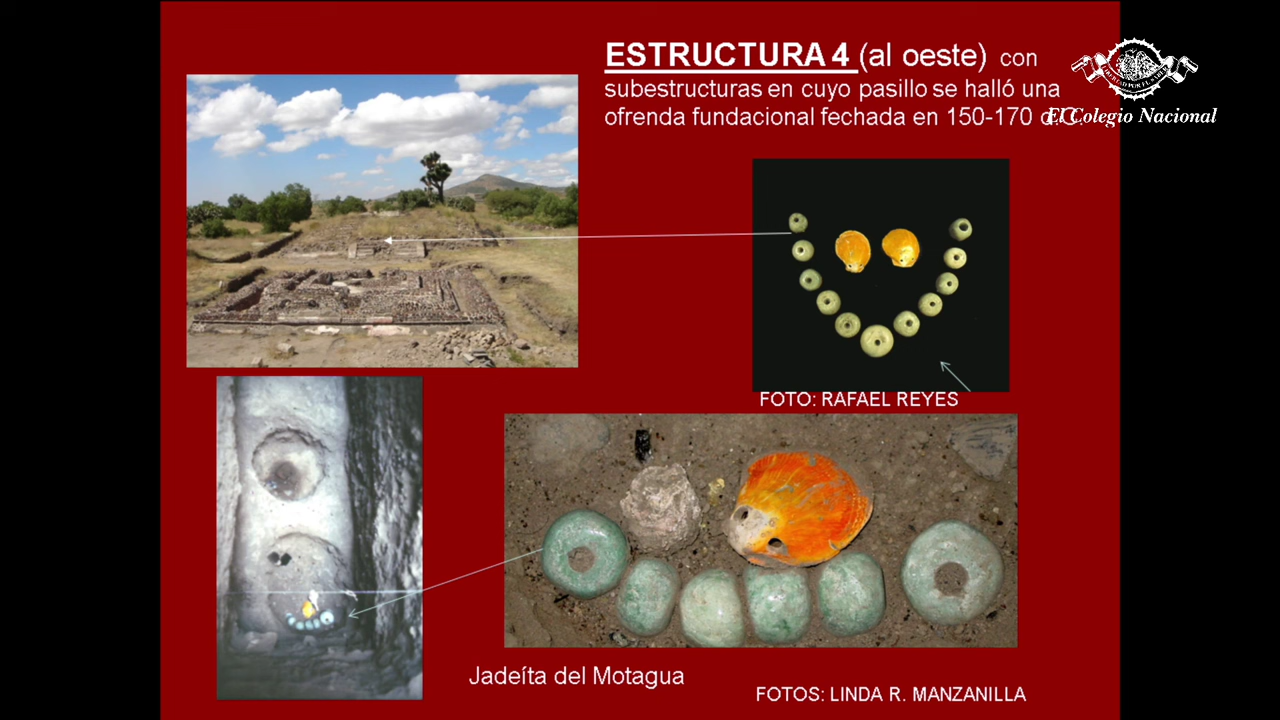 ESTRUCTURA 4 (al oeste) con
subestructuras en cuyo pasillo se halló una
ofrenda fundacional fechada en 150-170
El Colegio Nacional
FOTO: RAFAEL REYES
Jadeíta del Motagua
FOTOS: LINDA R. MANZANILLA